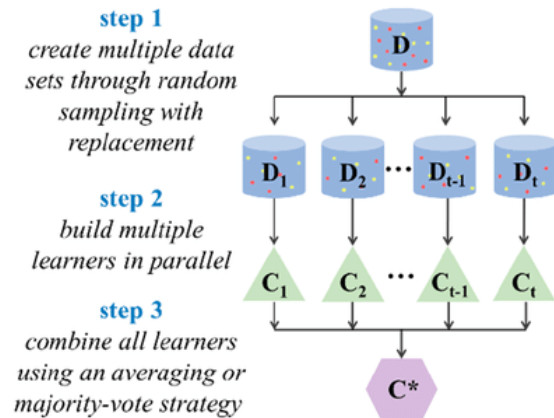 step 1
create multiple data
sets through random
sampling with
replacement
D
D1 D2 ... Dt-1 Dt
step 2
build multiple
learners in parallel
C1 C2 ... Ct-1 Ct
step 3
combine all learners
using an averaging or
majority-vote strategy
C*